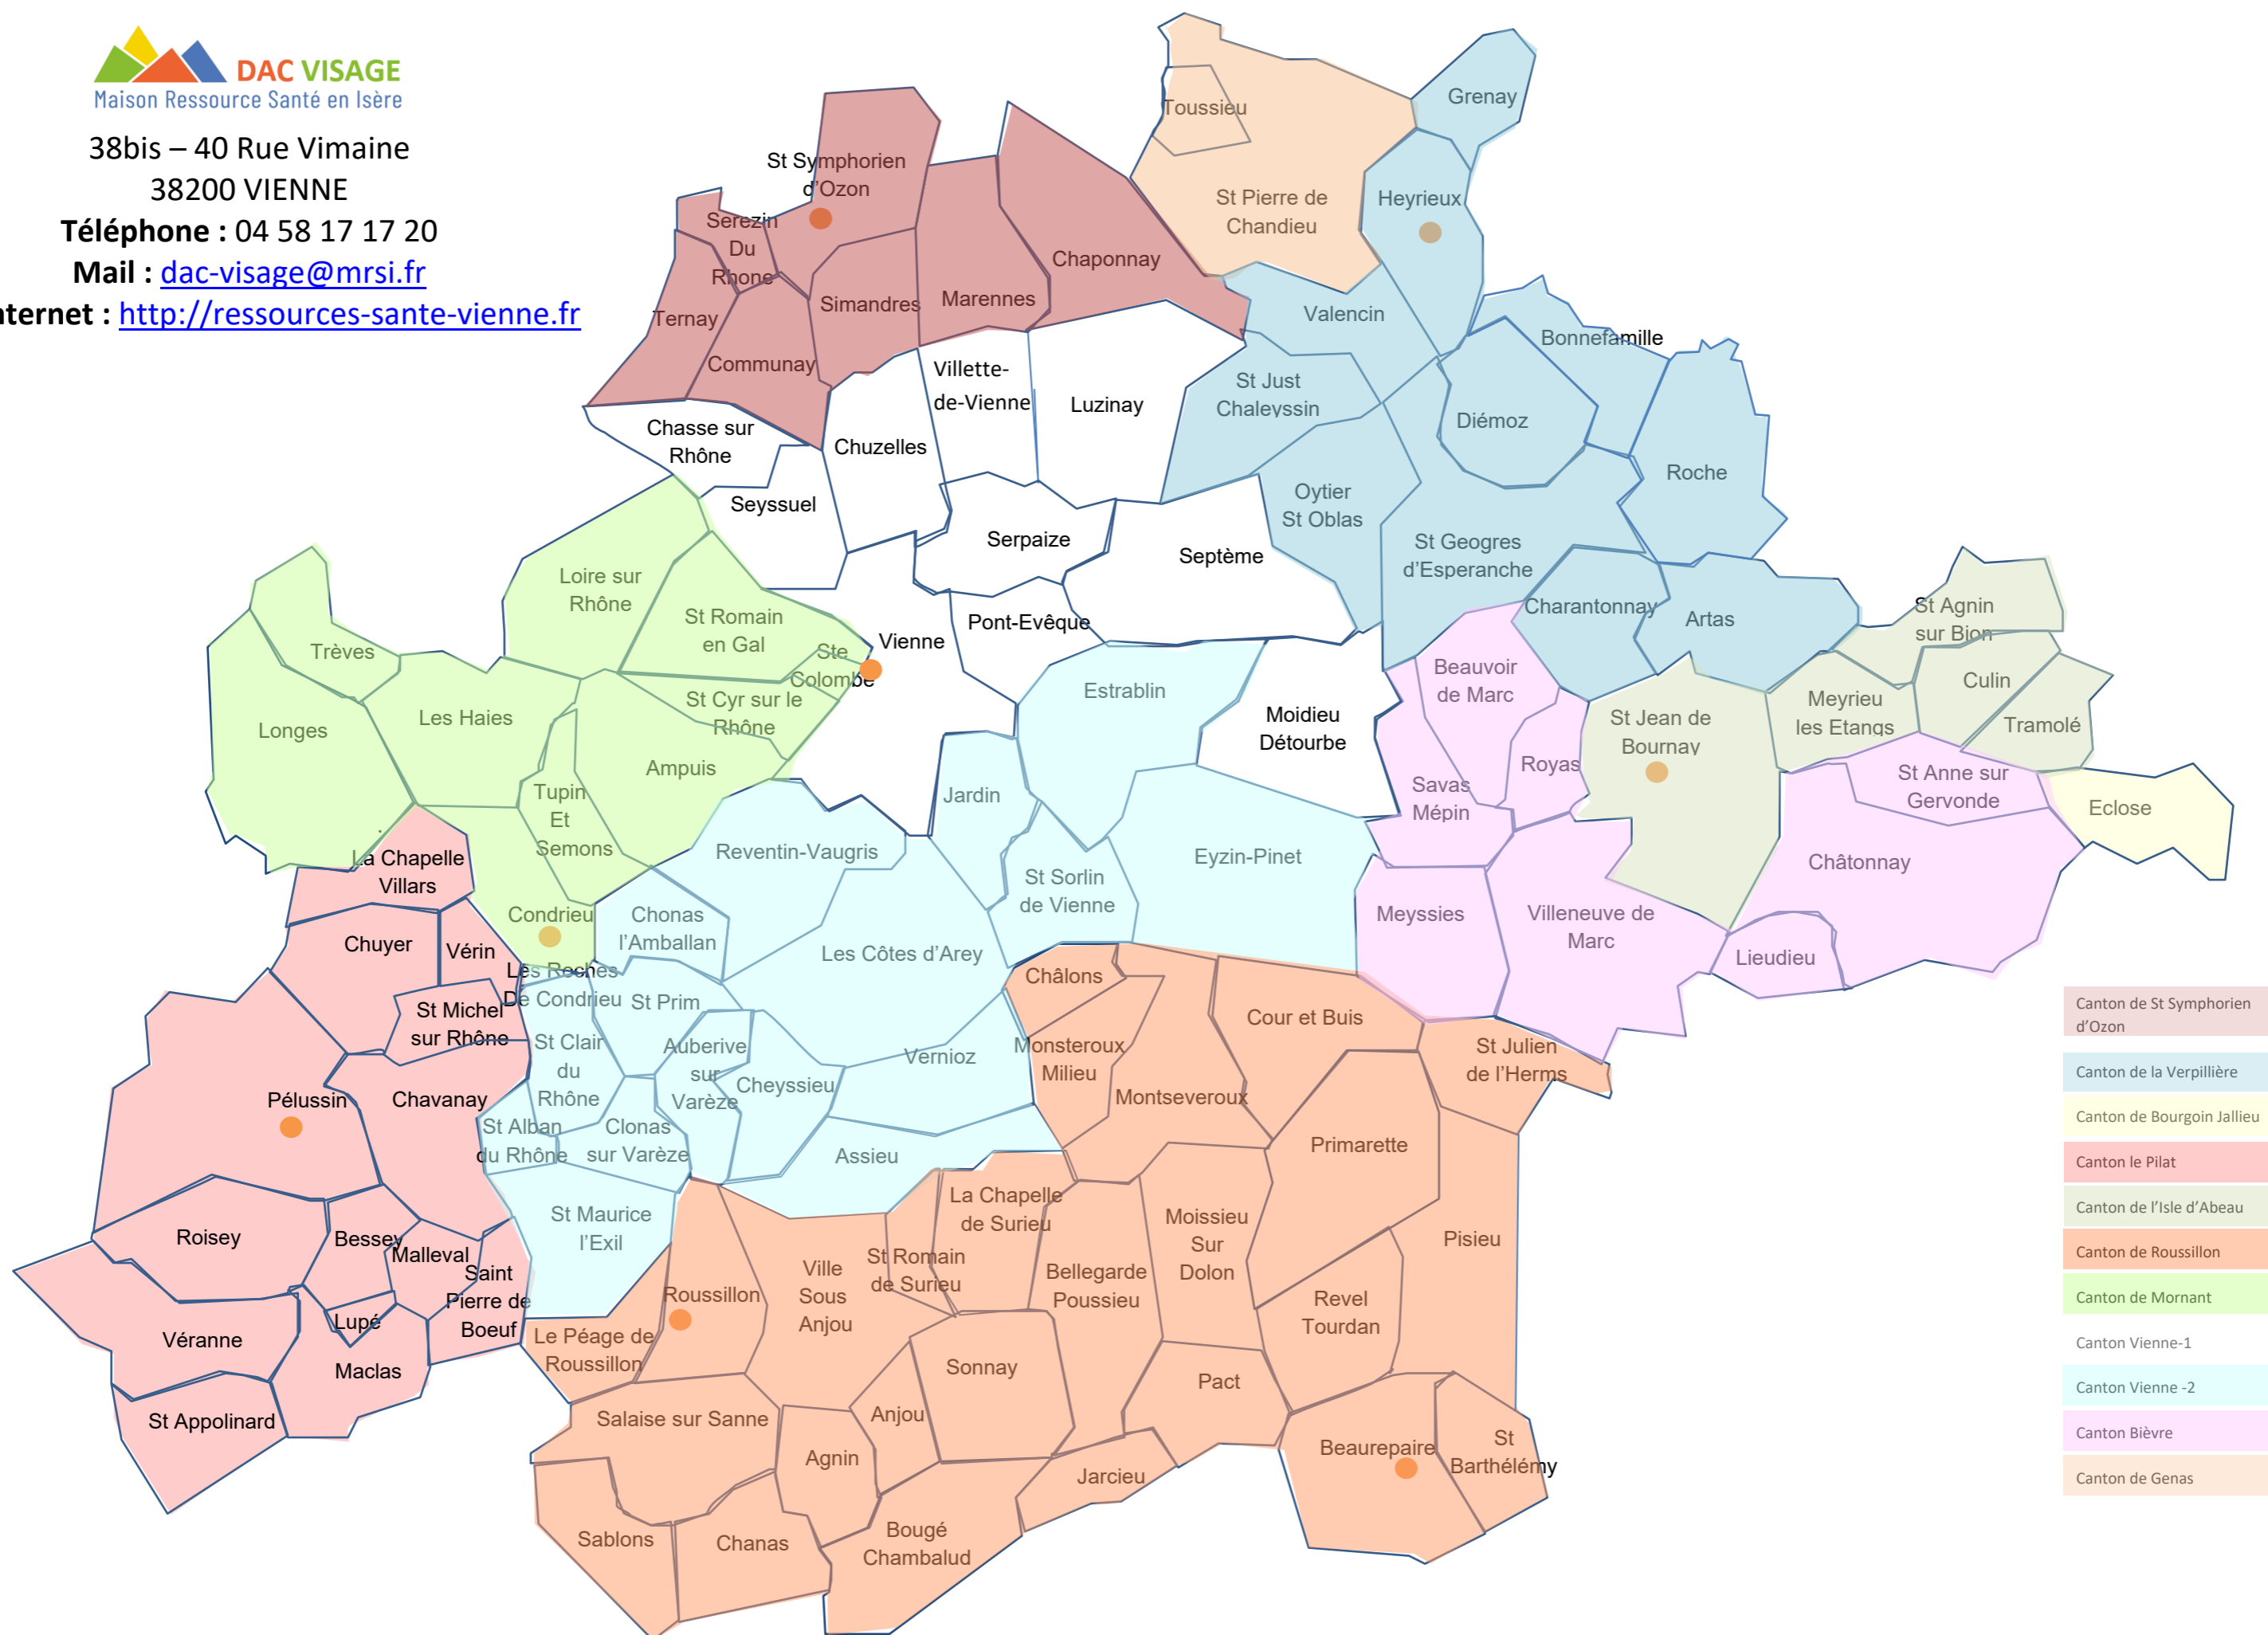 DAC VISAGE
Maison Ressource Santé en Isère
38bis – 40 Rue Vimaine
38200 VIENNE
Téléphone : 04 58 17 17 20
Mail : dac-visage@mrsi.fr
nternet : http://ressources-sante-vienne.fr
Toussieu
Grenay
St Symphorien
d'Ozon
St Pierre de
Chandieu
Heyrieux
Serezin
Du
Rhone
Chaponnay
Ternay
Simandres
Marennes
Valencin
Bonnefamille
Communay
Villette-
de-Vienne
Luzinay
St Just
Chaleyssin
Diémoz
Chasse sur
Rhône
Chuzelles
Roche
Seyssuel
Oytier
St Oblas
Serpaize
Septème
St Geogres
d'Esperanche
Loire sur
Rhône
Charantonnay
Artas
St Agnin
sur Bion
St Romain
en Gal
Pont-Evêque
Vienne
Trèves
Ste
Colombe
Beauvoir
de Marc
Culin
Estrablin
Longes
Les Haies
St Cyr sur le
Rhône
Moidieu
Détourbe
St Jean de
Bournay
Meyrieu
les Etangs
Tramolé
Ampuis
Royas
St Anne sur
Gervonde
Jardin
Savas
Mépin
Tupin
Et
Semons
Eclose
.
Reventin-Vaugris
Eyzin-Pinet
Châtonnay
La Chapelle
Villars
St Sorlin
de Vienne
Condrieu
Chonas
l'Amballan
Meyssies
Villeneuve de
Marc
Chuyer
Vérin
Les Côtes d'Arey
Lieudieu
Les Roches
De Condrieu
Châlons
St Prim
St Michel
sur Rhône
Cour et Buis
Canton de St Symphorien
d'Ozon
St Clair
du
Rhône
Auberive
sur
Varèze
Vernioz
Monsteroux
Milieu
St Julien
de l'Herms
Canton de la Verpillière
Cheyssieu
Pélussin
Chavanay
Montseveroux
Canton de Bourgoin Jallieu
St Alban
du Rhône
Clonas
sur Varèze
Assieu
Primarette
Canton le Pilat
La Chapelle
de Surieu
Canton de l'Isle d'Abeau
St Maurice
l'Exil
Moissieu
Sur
Dolon
Roisey
Bessey
Malleval
Pisieu
Canton de Roussillon
Saint
Pierre de
Boeuf
St Romain
de Surieu
Ville
Sous
Anjou
Bellegarde
Poussieu
Roussillon
Canton de Mornant
Revel
Tourdan
Lupé
Véranne
Le Péage de
Roussillon
Canton Vienne-1
Maclas
Sonnay
Pact
Canton Vienne -2
St Appolinard
Salaise sur Sanne
Anjou
Canton Bièvre
Agnin
Beaurepaire
St
Barthélémy
Jarcieu
Canton de Genas
Sablons
Chanas
Bougé
Chambalud